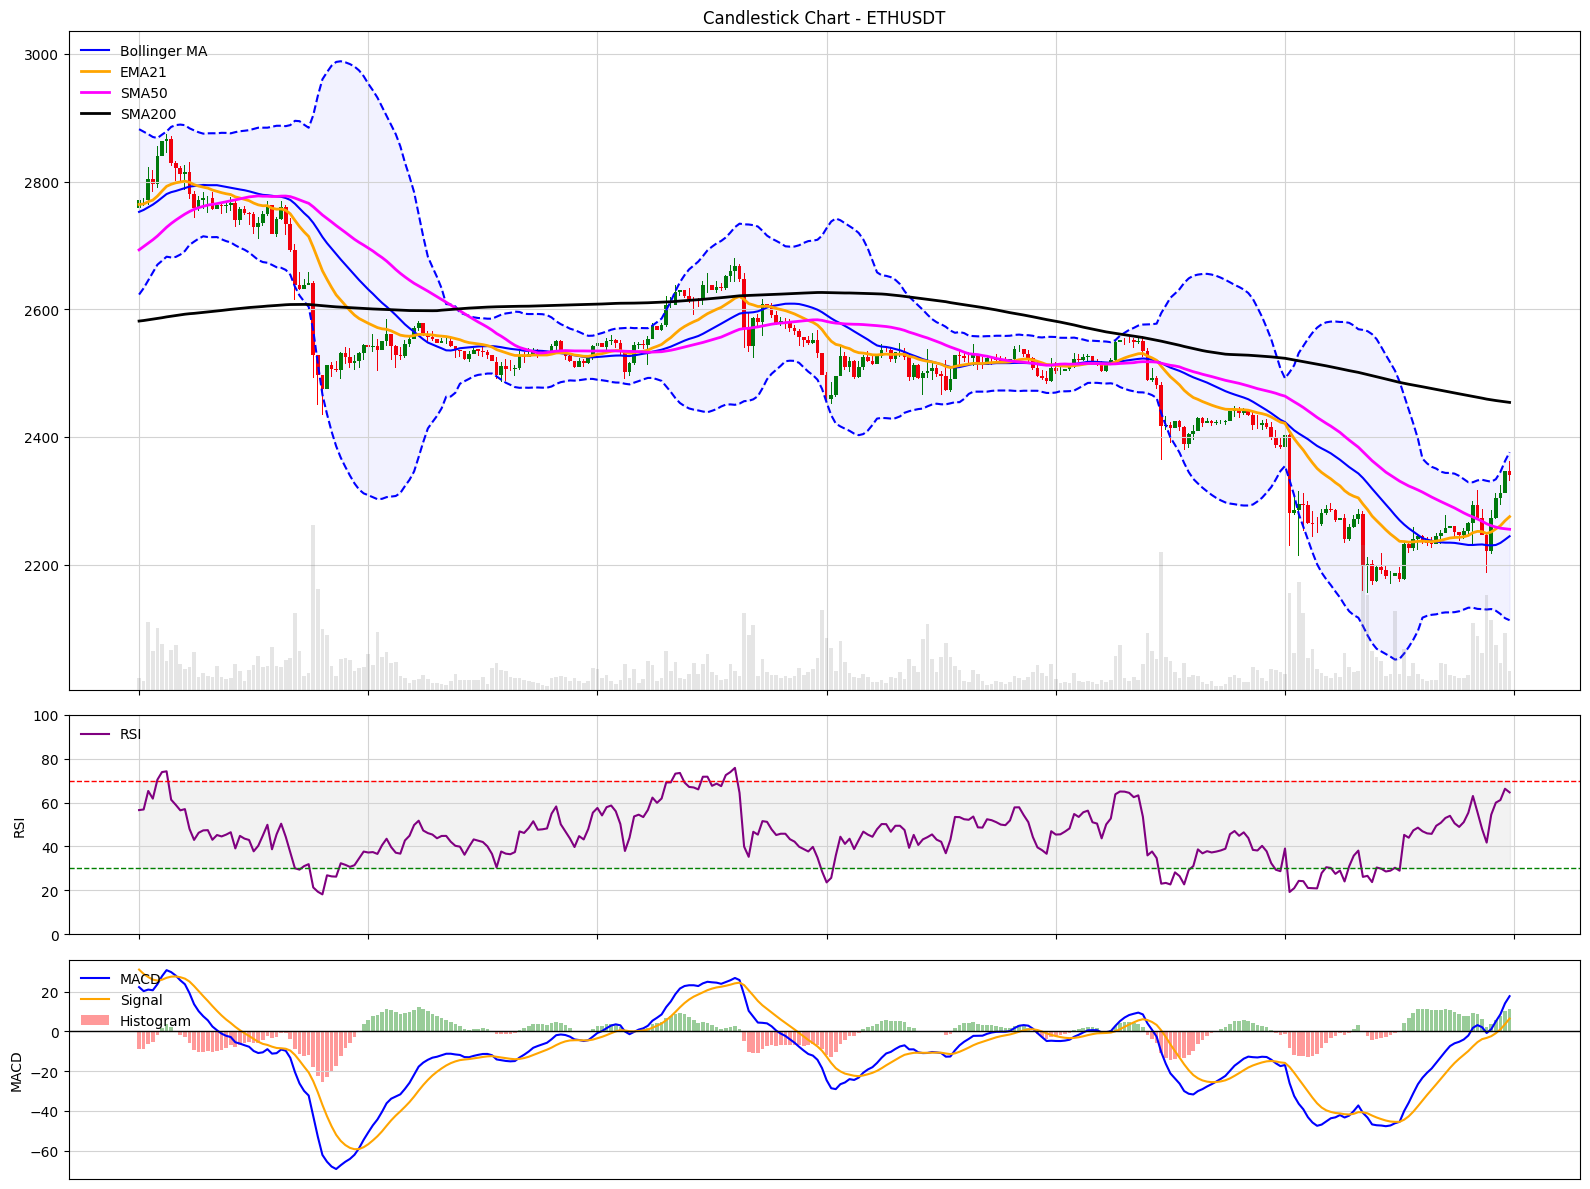 Candlestick Chart - ETHUSDT
Bollinger MA
EMA21
SMA50
SMA200
3000
2800
2600
2400
2200
RSI
RSI
100
80
60
40
20
0
MACD
Signal
Histogram
MACD
20
0
−20
−40
−60